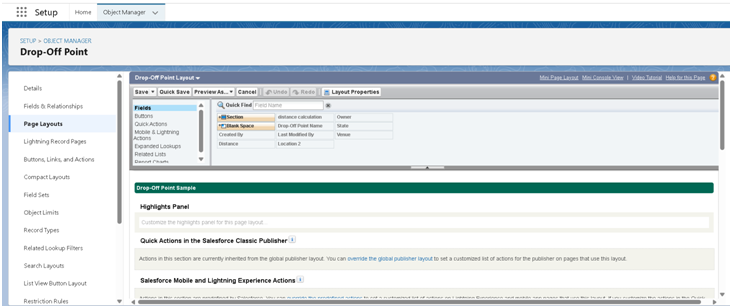 Setup Home Object Manager
SETUP > OBJECT MANAGER
Drop-Off Point
Details
Fields & Relationships
Page Layouts
Lightning Record Pages
Buttons, Links, and Actions
Compact Layouts
Field Sets
Object Limits
Record Types
Related Lookup Filters
Search Layouts
List View Button Layout
Restriction Rules
Drop-Off Point Layout
Mini Page Layout | Mini Console View | Video Tutorial Help for this Page
Save Quick Save Preview As... Cancel Undo Redo Layout Properties
Fields
Buttons
Quick Actions
Mobile & Lightning
Actions
Expanded Lookups
Related Lists
Report Charts
Quick Find Field Name
Section distance calculation Owner
Blank Space Drop-Off Point Name State
Created By Last Modified By Venue
Distance Location 2
Drop-Off Point Sample
Highlights Panel
Customize the highlights panel for this page layout...
Quick Actions in the Salesforce Classic Publisher
Actions in this section are currently inherited from the global publisher layout. You can override the global publisher layout to set a customized list of actions for the publisher on pages that use this layout.
Salesforce Mobile and Lightning Experience Actions